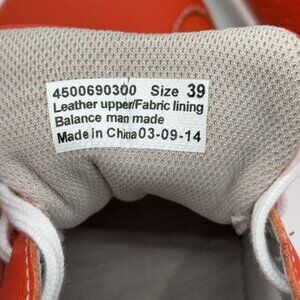 4500690300 Size 39
Leather upper/Fabric lining
Balance man made
Made in China 03-09-14